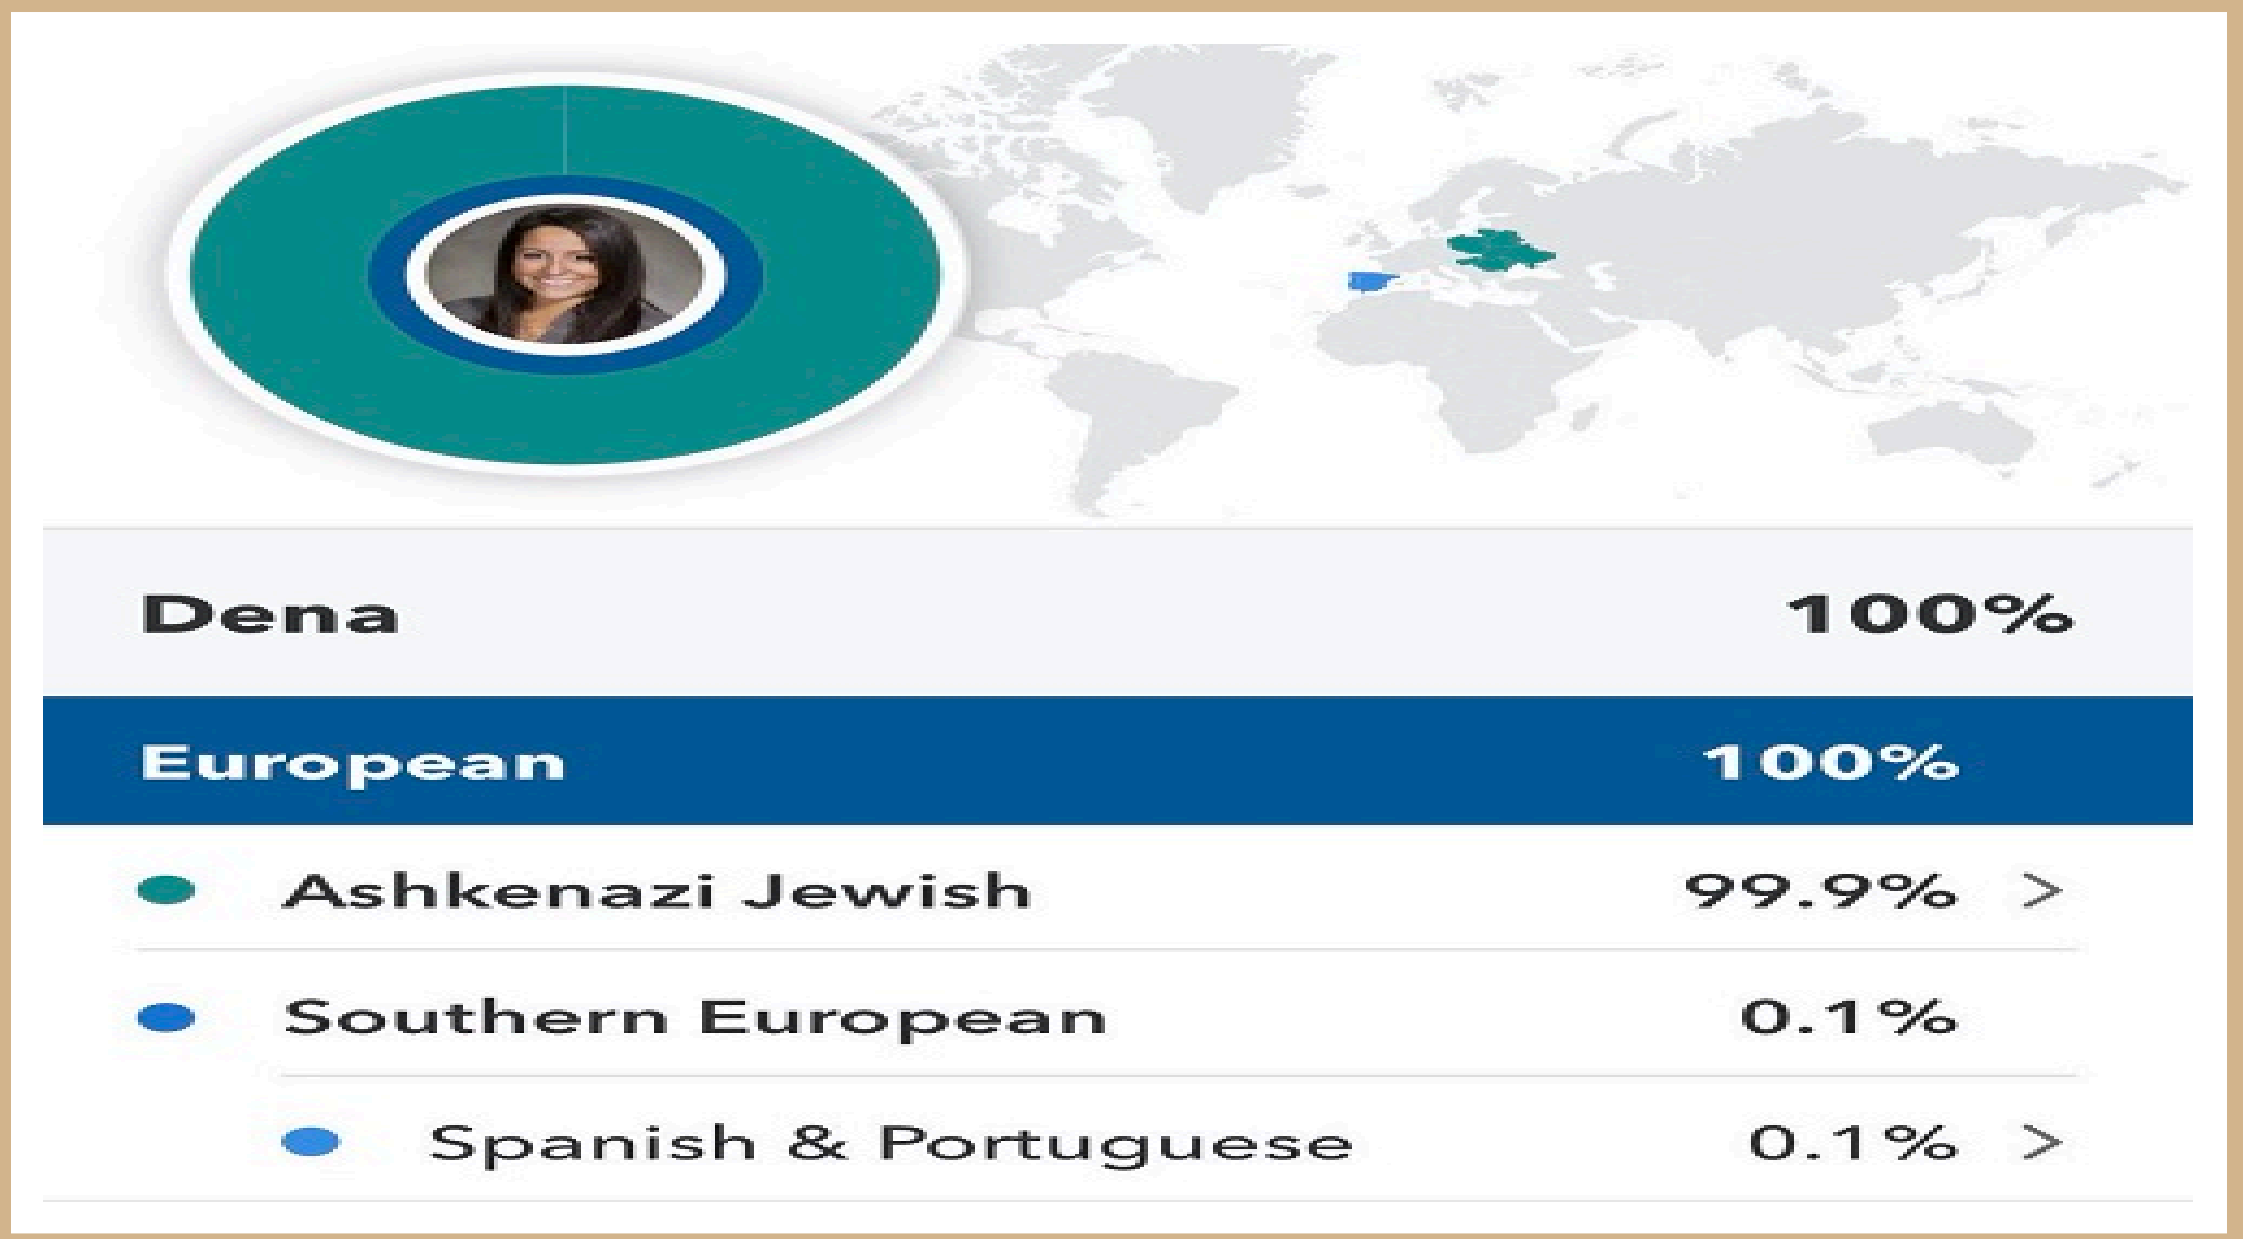 Dena 100%
European 100%
Ashkenazi Jewish 99.9% >
Southern European 0.1%
Spanish & Portuguese 0.1% >